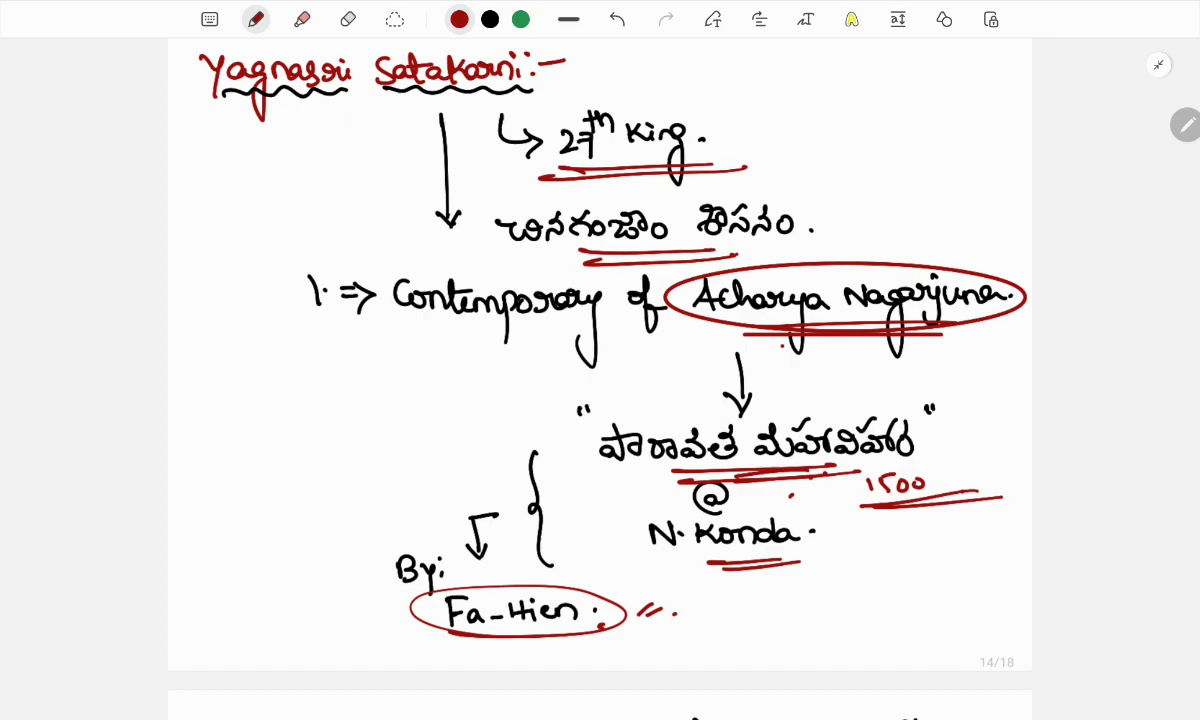 Yagnassri Satakarni:-
↳ 27th King.
చినగంజాం శాసనం.
1. => Contemporary of Acharya Nagarjuna.
"పారావత మహావిహార"
1500
@
N. Konda.
By:
Fa-Hien.
14/18